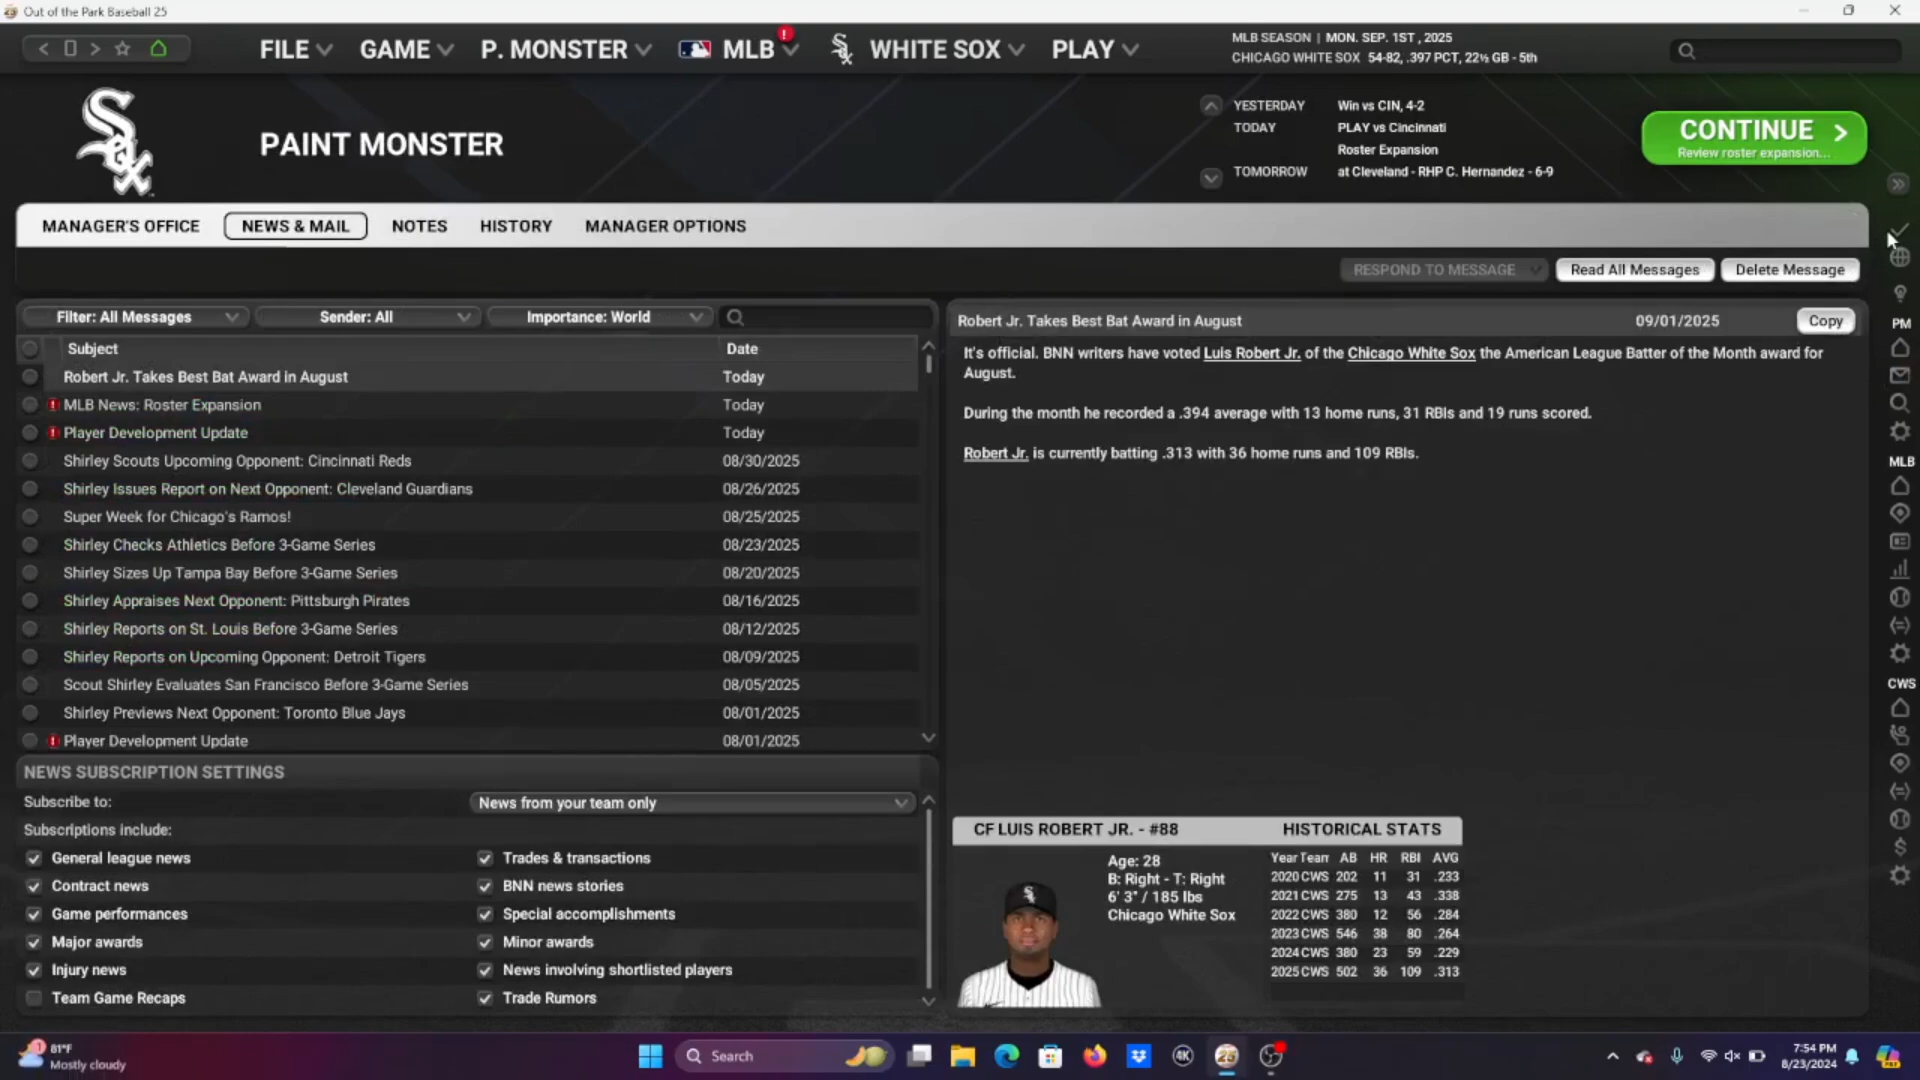 Out of the Park Baseball 25
FILE GAME P. MONSTER MLB WHITE SOX PLAY
MLB SEASON | MON. SEP. 1ST , 2025
CHICAGO WHITE SOX 54-82, .397 PCT, 22½ GB - 5th
PAINT MONSTER
YESTERDAY Win vs CIN, 4-2
TODAY PLAY vs Cincinnati
Roster Expansion
TOMORROW at Cleveland - RHP C. Hernandez - 6-9
CONTINUE
Review roster expansion...
MANAGER'S OFFICE NEWS & MAIL NOTES HISTORY MANAGER OPTIONS
RESPOND TO MESSAGE Read All Messages Delete Message
Filter: All Messages Sender: All Importance: World
Subject Date
Robert Jr. Takes Best Bat Award in August Today
MLB News: Roster Expansion Today
Player Development Update Today
Shirley Scouts Upcoming Opponent: Cincinnati Reds 08/30/2025
Shirley Issues Report on Next Opponent: Cleveland Guardians 08/26/2025
Super Week for Chicago's Ramos! 08/25/2025
Shirley Checks Athletics Before 3-Game Series 08/23/2025
Shirley Sizes Up Tampa Bay Before 3-Game Series 08/20/2025
Shirley Appraises Next Opponent: Pittsburgh Pirates 08/16/2025
Shirley Reports on St. Louis Before 3-Game Series 08/12/2025
Shirley Reports on Upcoming Opponent: Detroit Tigers 08/09/2025
Scout Shirley Evaluates San Francisco Before 3-Game Series 08/05/2025
Shirley Previews Next Opponent: Toronto Blue Jays 08/01/2025
Player Development Update 08/01/2025
NEWS SUBSCRIPTION SETTINGS
Subscribe to: News from your team only
Subscriptions include:
General league news Trades & transactions
Contract news BNN news stories
Game performances Special accomplishments
Major awards Minor awards
Injury news News involving shortlisted players
Team Game Recaps Trade Rumors
Robert Jr. Takes Best Bat Award in August 09/01/2025 Copy
It's official. BNN writers have voted Luis Robert Jr. of the Chicago White Sox the American League Batter of the Month award for
August.
During the month he recorded a .394 average with 13 home runs, 31 RBIs and 19 runs scored.
Robert Jr. is currently batting .313 with 36 home runs and 109 RBIs.
CF LUIS ROBERT JR. - #88 HISTORICAL STATS
Age: 28
B: Right - T: Right
6' 3" / 185 lbs
Chicago White Sox
Year Team AB HR RBI AVG
2020 CWS 202 11 31 .233
2021 CWS 275 13 43 .338
2022 CWS 380 12 56 .284
2023 CWS 546 38 80 .264
2024 CWS 380 23 59 .229
2025 CWS 502 36 109 .313
PM
MLB
CWS
1
81°F
Mostly cloudy
Search
4K
25
7:54 PM
8/23/2024